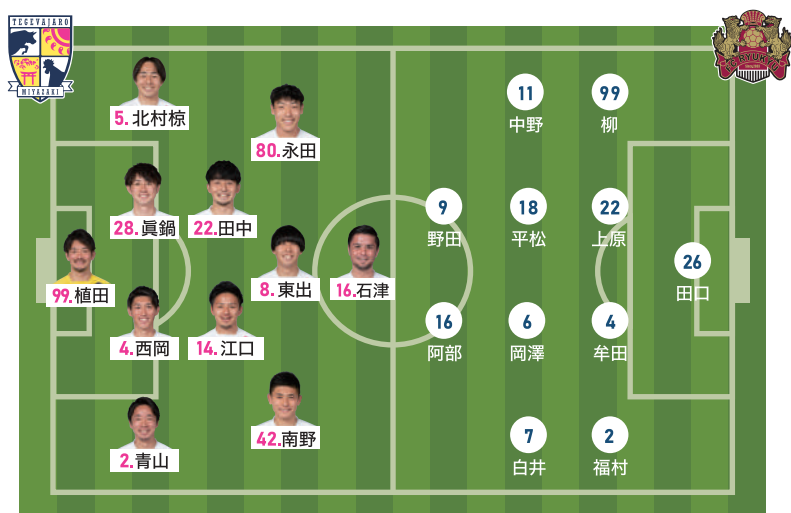 TEGEVAJARO
MIYAZAKI
FC RYUKYU
5.北村椋
80.永田
28.眞鍋
22.田中
99.植田
8.東出
16.石津
4.西岡
14.江口
42.南野
2.青山
11
中野
99
柳
9
野田
18
平松
22
上原
26
田口
16
阿部
6
岡澤
4
牟田
7
白井
2
福村